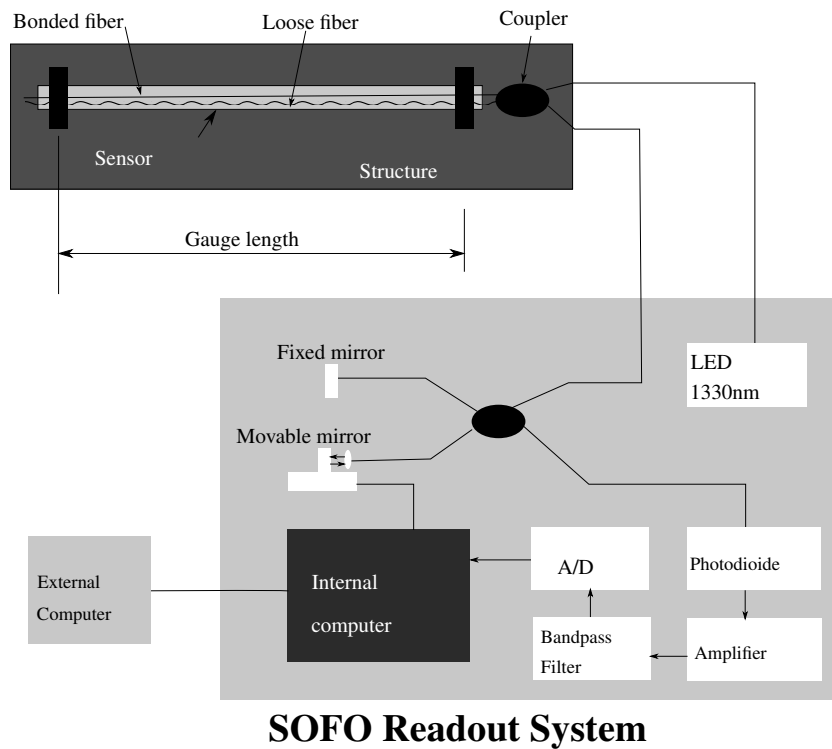 Bonded fiber
Loose fiber
Coupler
Sensor
Structure
Gauge length
Fixed mirror
LED
1330nm
Movable mirror
External
Computer
Internal
computer
A/D
Photodioide
Bandpass
Filter
Amplifier
SOFO Readout System